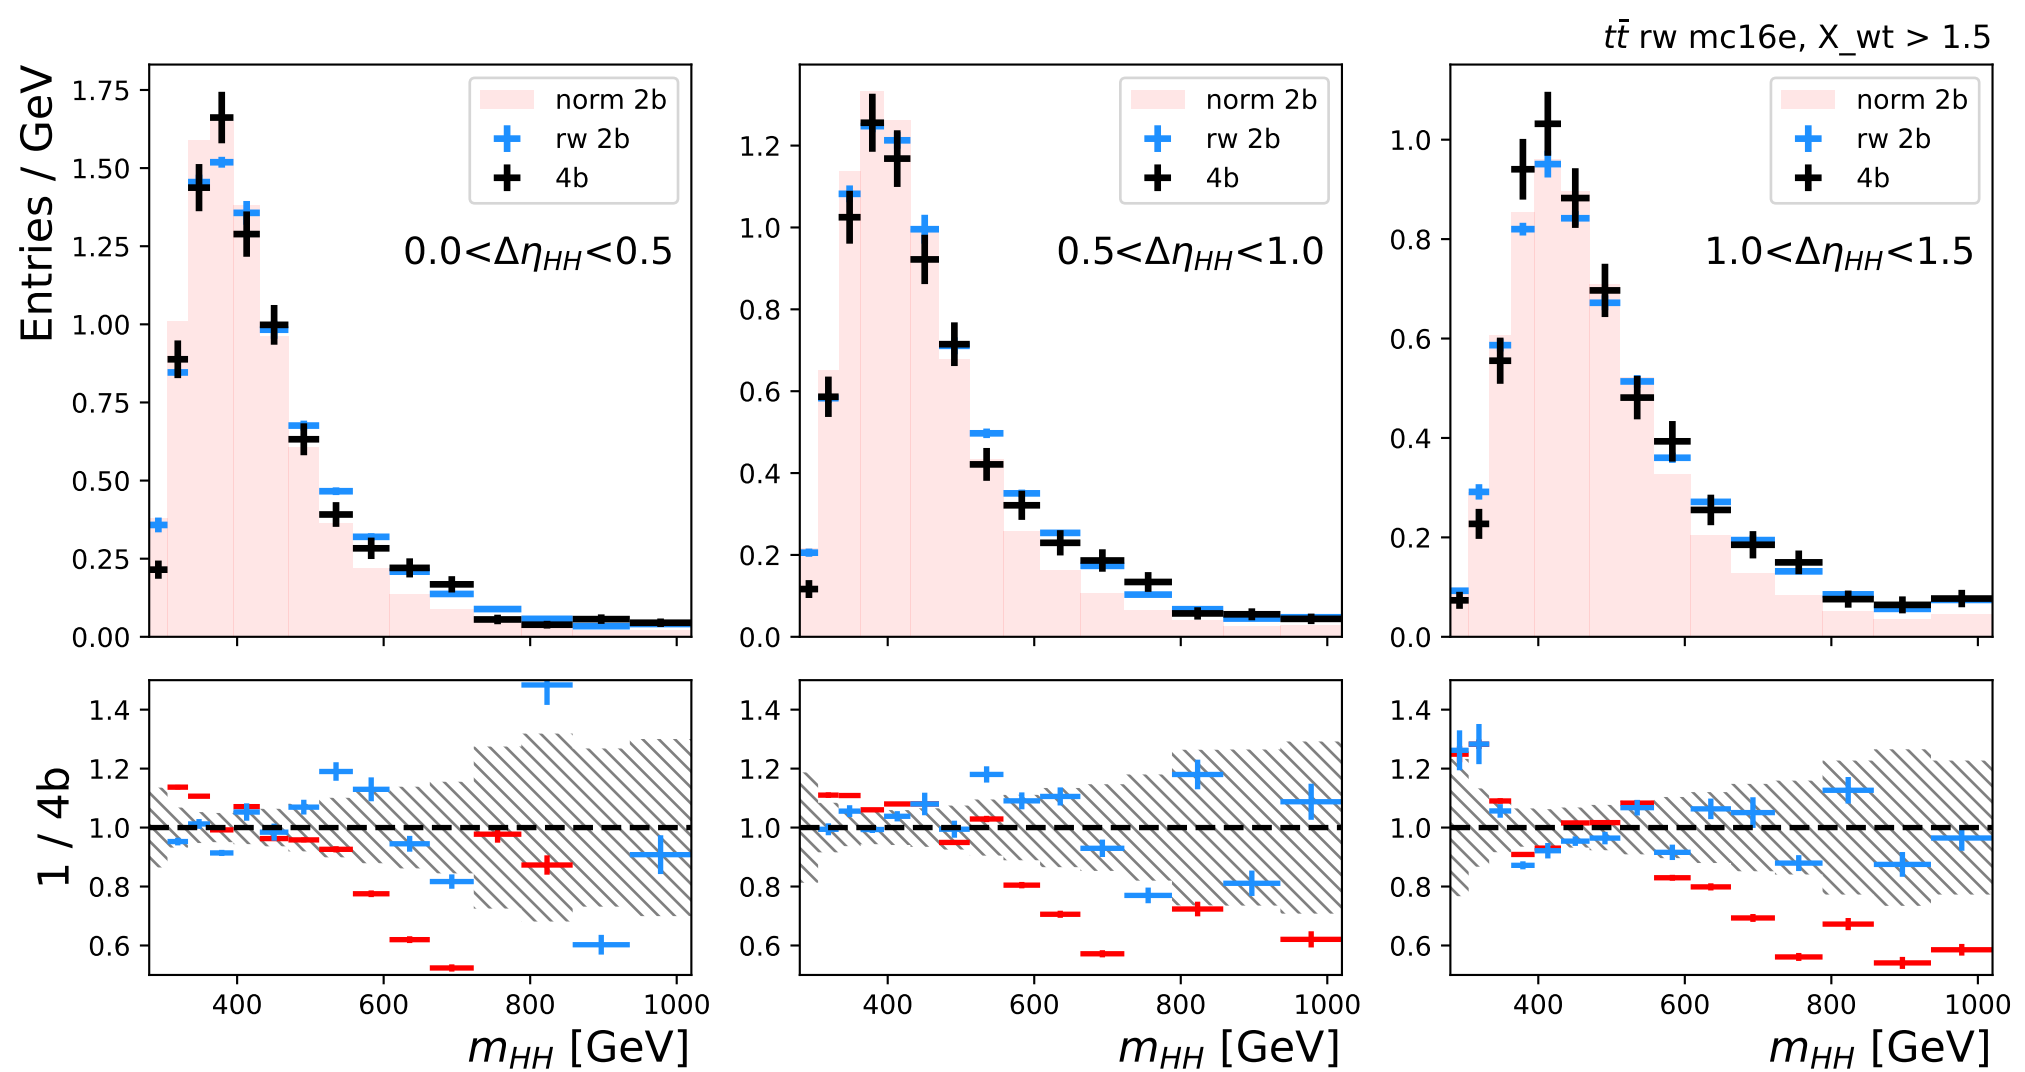 tt̄ rw mc16e, X_wt > 1.5
Entries / GeV
1.75
1.50
1.25
1.00
0.75
0.50
0.25
0.00
norm 2b
rw 2b
4b
0.0<Δη_HH<0.5
1.2
1.0
0.8
0.6
0.4
0.2
0.0
norm 2b
rw 2b
4b
0.5<Δη_HH<1.0
1.0
0.8
0.6
0.4
0.2
0.0
norm 2b
rw 2b
4b
1.0<Δη_HH<1.5
1 / 4b
1.4
1.2
1.0
0.8
0.6
400 600 800 1000
m_HH [GeV]
1.4
1.2
1.0
0.8
0.6
400 600 800 1000
m_HH [GeV]
1.4
1.2
1.0
0.8
0.6
400 600 800 1000
m_HH [GeV]